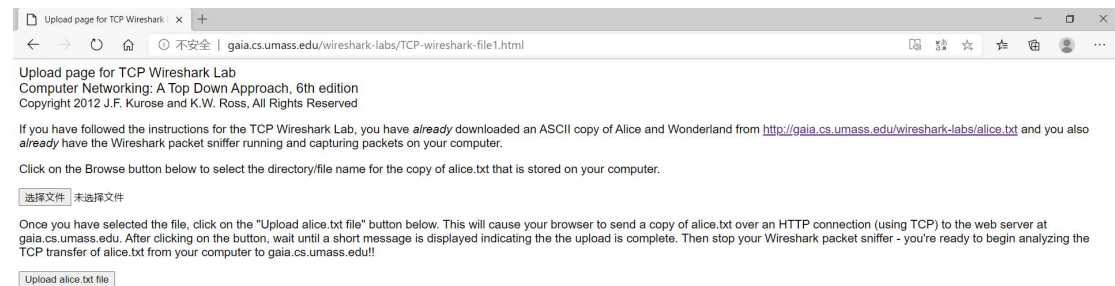 Upload page for TCP Wireshark
不安全 | gaia.cs.umass.edu/wireshark-labs/TCP-wireshark-file1.html
Upload page for TCP Wireshark Lab
Computer Networking: A Top Down Approach, 6th edition
Copyright 2012 J.F. Kurose and K.W. Ross, All Rights Reserved
If you have followed the instructions for the TCP Wireshark Lab, you have already downloaded an ASCII copy of Alice and Wonderland from http://gaia.cs.umass.edu/wireshark-labs/alice.txt and you also
already have the Wireshark packet sniffer running and capturing packets on your computer.
Click on the Browse button below to select the directory/file name for the copy of alice.txt that is stored on your computer.
选择文件 未选择文件
Once you have selected the file, click on the "Upload alice.txt file" button below. This will cause your browser to send a copy of alice.txt over an HTTP connection (using TCP) to the web server at
gaia.cs.umass.edu. After clicking on the button, wait until a short message is displayed indicating the the upload is complete. Then stop your Wireshark packet sniffer - you're ready to begin analyzing the
TCP transfer of alice.txt from your computer to gaia.cs.umass.edu!!
Upload alice.txt file